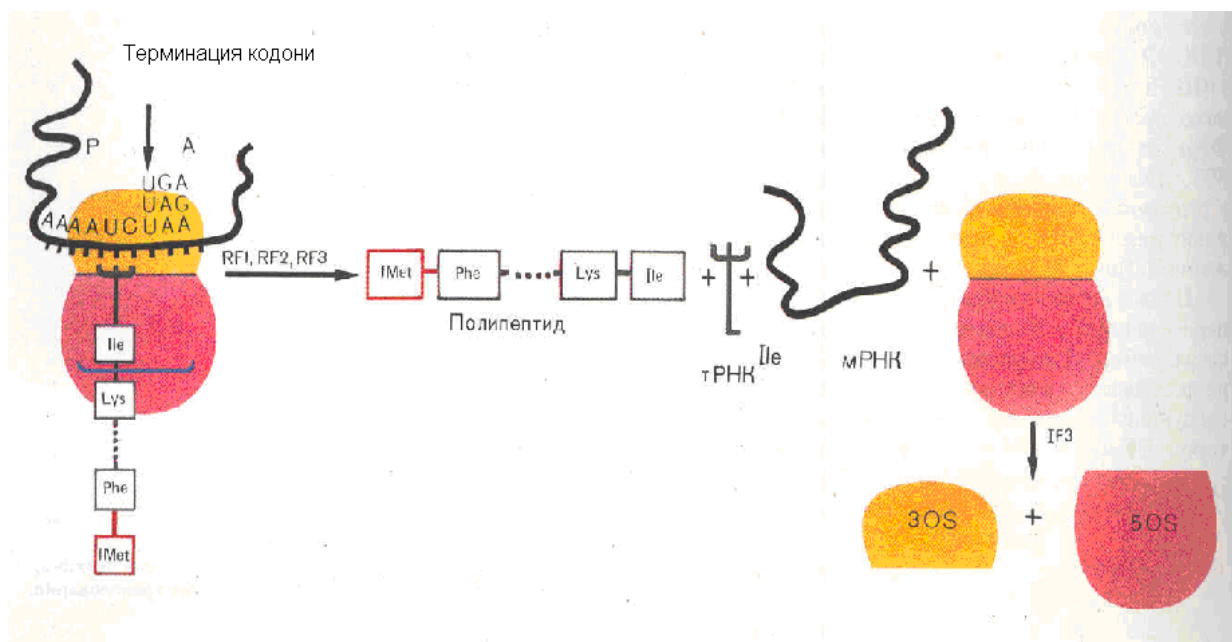 Терминация кодони
P
A
UGA
UAG
AAAAUCUAA
RF1, RF2, RF3
fMet
Phe
Lys
Ile
Полипептид
+
+
тРНК Ile
мРНК
+
Ile
Lys
Phe
fMet
IF3
30S
+
50S